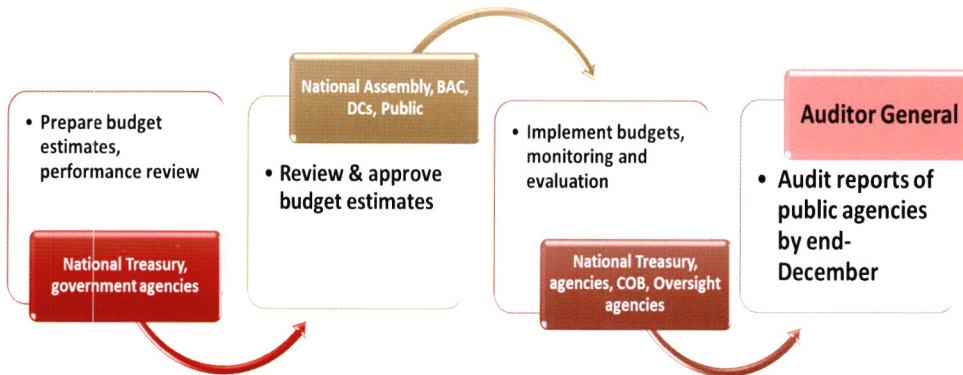 • Prepare budget
estimates,
performance review
National Treasury,
government agencies
National Assembly, BAC,
DCs, Public
• Review & approve
budget estimates
• Implement budgets,
monitoring and
evaluation
National Treasury,
agencies, COB, Oversight
agencies
Auditor General
• Audit reports of
public agencies
by end-
December